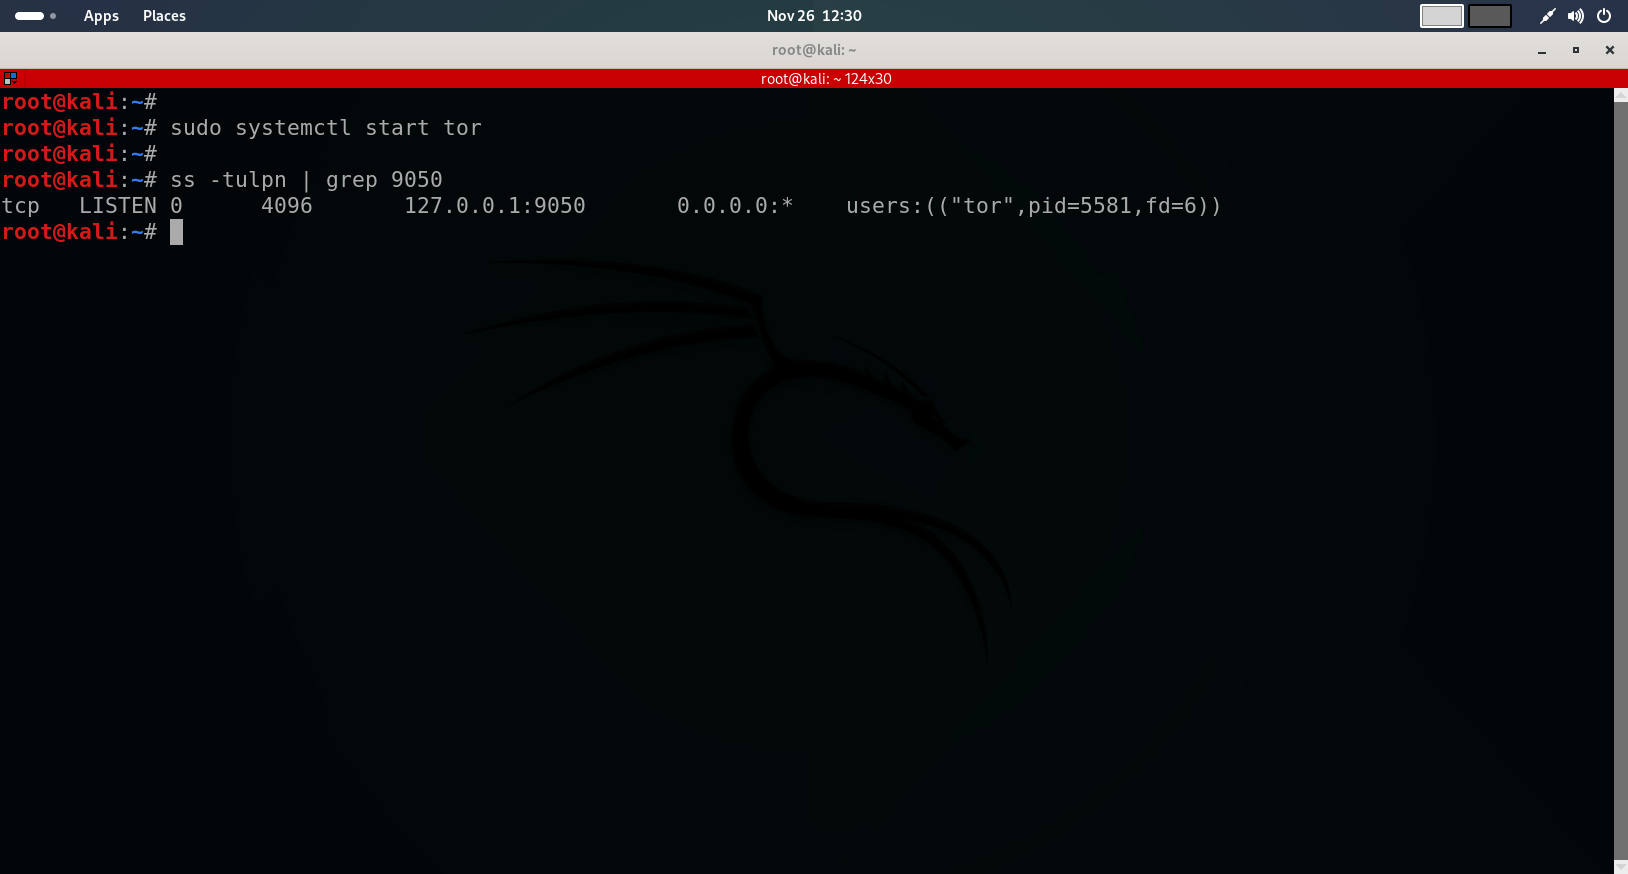 Apps Places Nov 26 12:30
root@kali: ~
root@kali: ~ 124x30
root@kali:~#
root@kali:~# sudo systemctl start tor
root@kali:~#
root@kali:~# ss -tulpn | grep 9050
tcp   LISTEN 0      4096       127.0.0.1:9050       0.0.0.0:*    users:(("tor",pid=5581,fd=6))
root@kali:~#